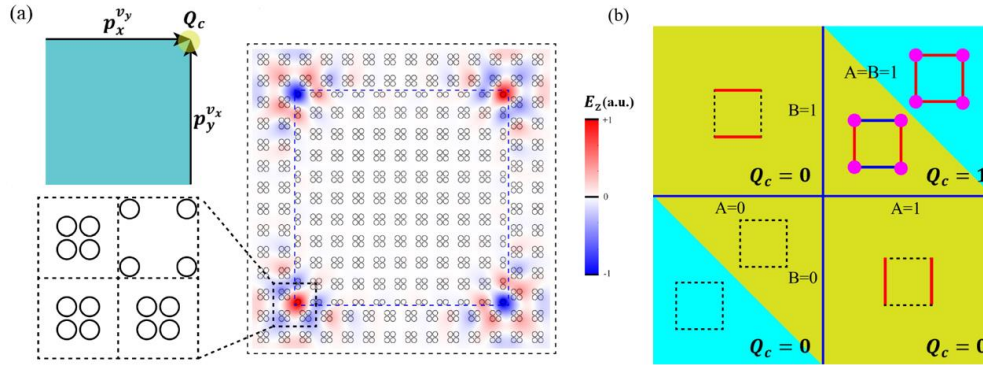 (a)
p_x^{v_y}
Q_c
p_y^{v_x}
E_z(a.u.)
+1
0
-1
(b)
A=B=1
B=1
Q_c = 0
Q_c = 1
A=0
A=1
B=0
Q_c = 0
Q_c = 0